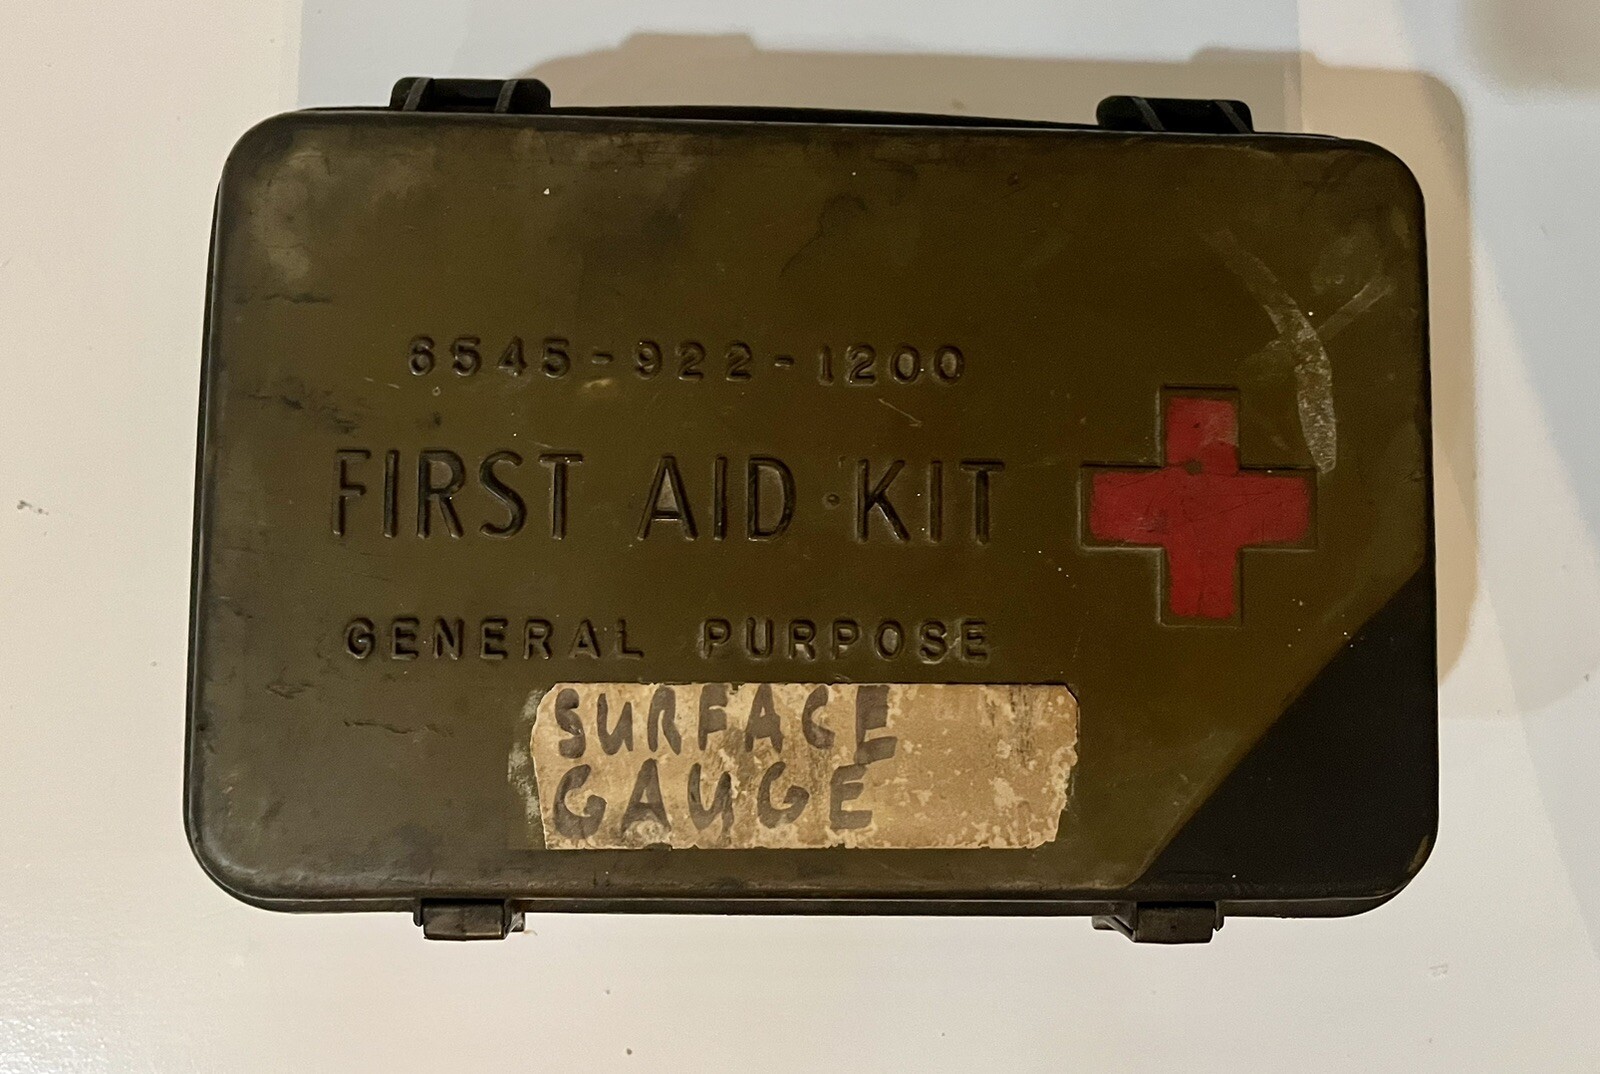 6545-922-1200
FIRST AID KIT
GENERAL PURPOSE
SURFACE
GAUGE